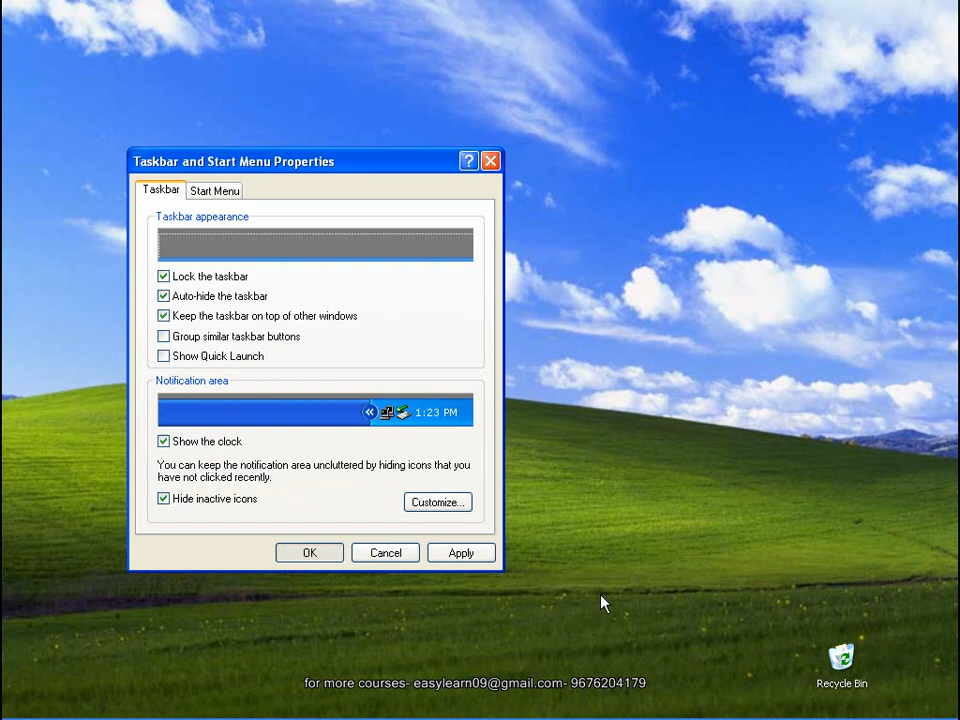 Taskbar and Start Menu Properties
Taskbar
Start Menu
Taskbar appearance
Lock the taskbar
Auto-hide the taskbar
Keep the taskbar on top of other windows
Group similar taskbar buttons
Show Quick Launch
Notification area
1:23 PM
Show the clock
You can keep the notification area uncluttered by hiding icons that you
have not clicked recently.
Hide inactive icons
Customize...
OK
Cancel
Apply
Recycle Bin
for more courses- easylearn09@gmail.com- 9676204179